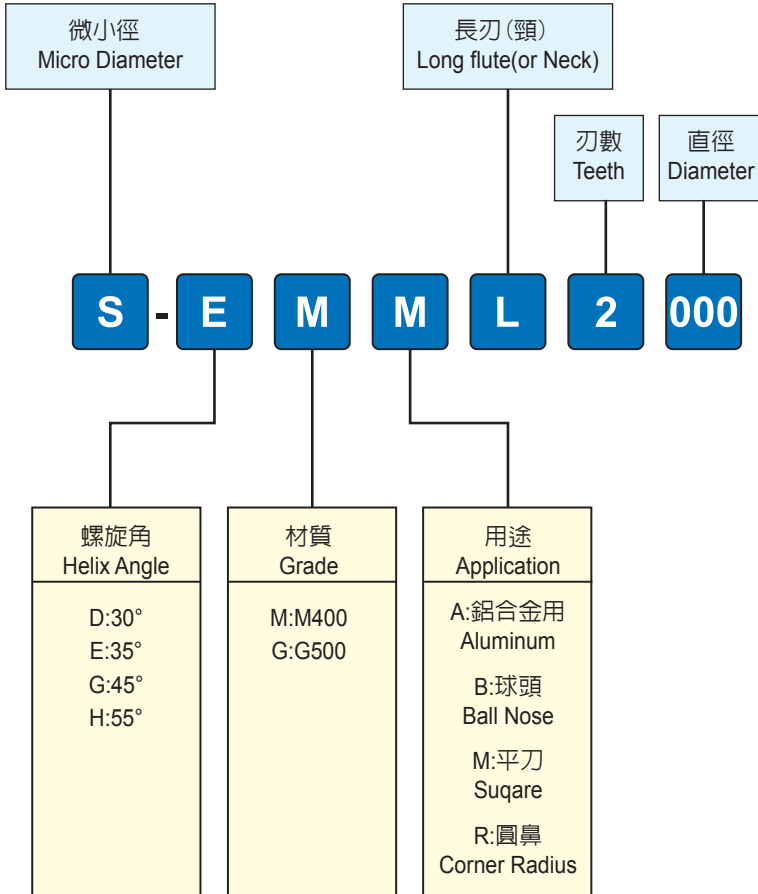 微小徑
Micro Diameter
長刃(頸)
Long flute(or Neck)
刃數
Teeth
直徑
Diameter
S - E M M L 2 000
螺旋角
Helix Angle
D:30°
E:35°
G:45°
H:55°
材質
Grade
M:M400
G:G500
用途
Application
A:鋁合金用
Aluminum
B:球頭
Ball Nose
M:平刀
Suqare
R:圓鼻
Corner Radius